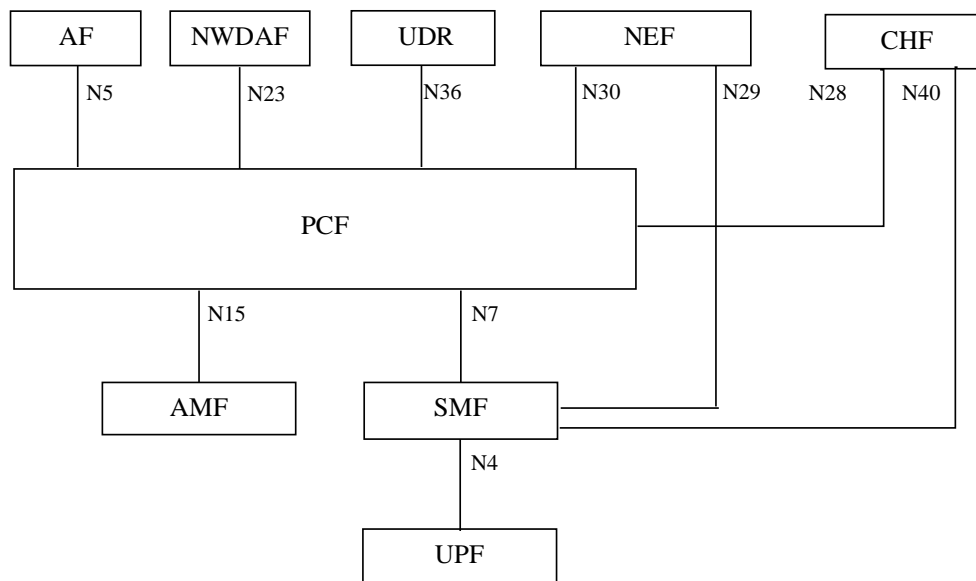 AF NWDAF UDR NEF CHF
N5 N23 N36 N30 N29 N28 N40
PCF
N15 N7
AMF SMF
N4
UPF